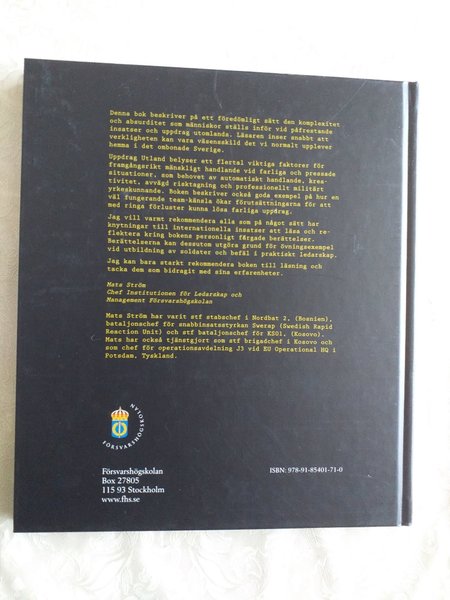 Denna bok beskriver på ett föredömligt sätt den komplexitet
och absurditet som människor ställs inför vid påfrestande
insatser och uppdrag utomlands. Läsaren inser snabbt att
verkligheten kan vara väsensskild det vi normalt upplever
hemma i det ombonade Sverige.
Uppdrag Utland belyser ett flertal viktiga faktorer för
framgångsrikt mänskligt handlande vid farliga och pressade
situationer, som behovet av automatiskt handlande, krea-
tivitet, avvägd risktagning och professionellt militärt
yrkeskunnande. Boken beskriver också goda exempel på hur en
väl fungerande team-känsla ökar förutsättningarna för att
med ringa förluster kunna lösa farliga uppdrag.
Jag vill varmt rekommendera alla som på något sätt har
knytningar till internationella insatser att läsa och re-
flektera kring bokens personligt färgade berättelser.
Berättelserna kan dessutom utgöra grund för övningsexempel
vid utbildning av soldater och befäl i praktiskt ledarskap.
Jag kan bara starkt rekommendera boken till läsning och
tacka dem som bidragit med sina erfarenheter.
Mats Ström
Chef Institutionen för Ledarskap och
Management Försvarshögskolan
Mats Ström har varit stf stabschef i Nordbat 2, (Bosnien),
bataljonschef för snabbinsatsstyrkan Swerap (Swedish Rapid
Reaction Unit) och stf bataljonschef för KS01, (Kosovo).
Mats har också tjänstgjort som stf brigadchef i Kosovo och
som chef för operationsavdelning J3 vid EU Operational HQ i
Potsdam, Tyskland.
FÖRSVARSHÖGSKOLAN
Försvarshögskolan
Box 27805
115 93 Stockholm
www.fhs.se
ISBN: 978-91-85401-71-0